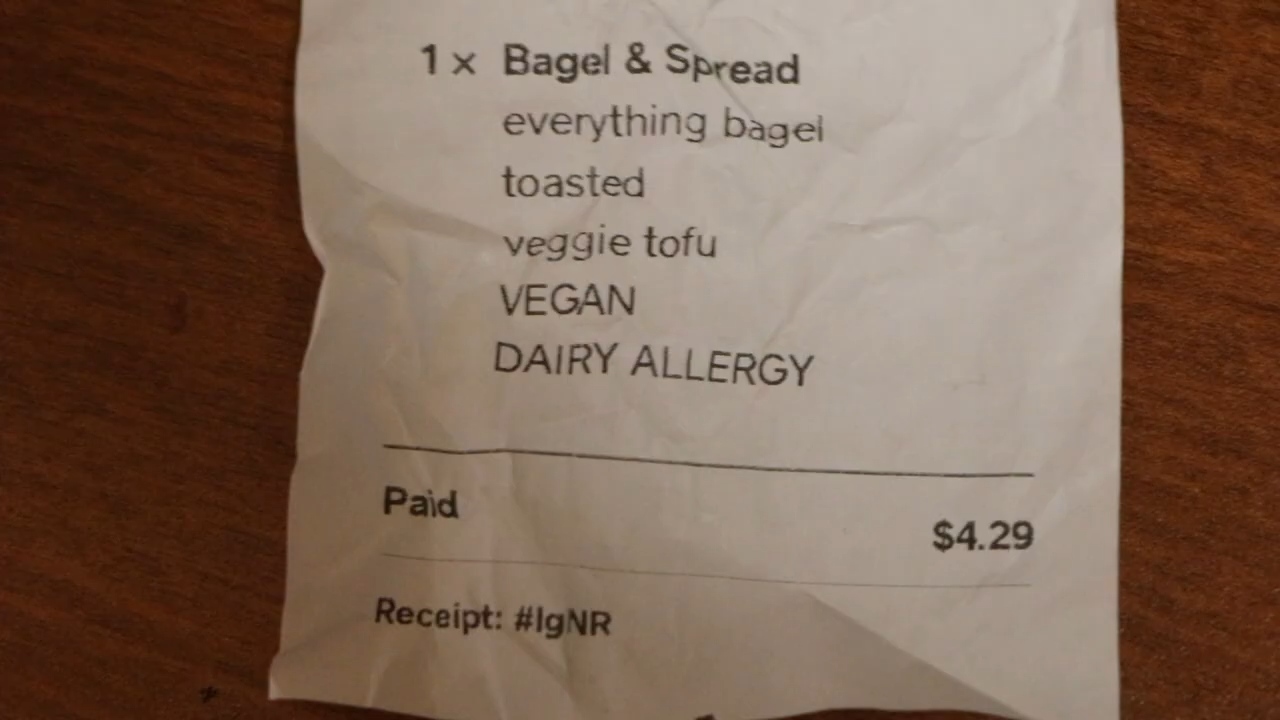 1 x Bagel & Spread
everything bagel
toasted
veggie tofu
VEGAN
DAIRY ALLERGY
Paid $4.29
Receipt: #IgNR